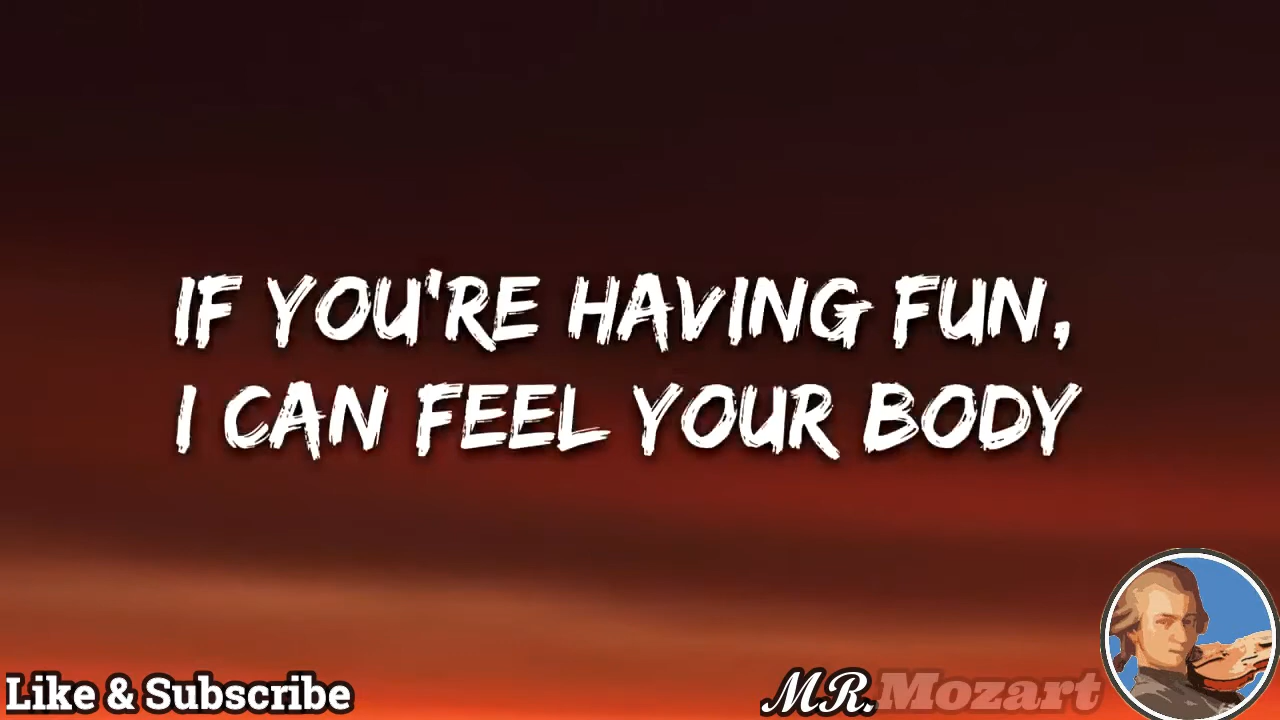 IF YOU'RE HAVING FUN,
I CAN FEEL YOUR BODY
Like & Subscribe
MR.Mozart